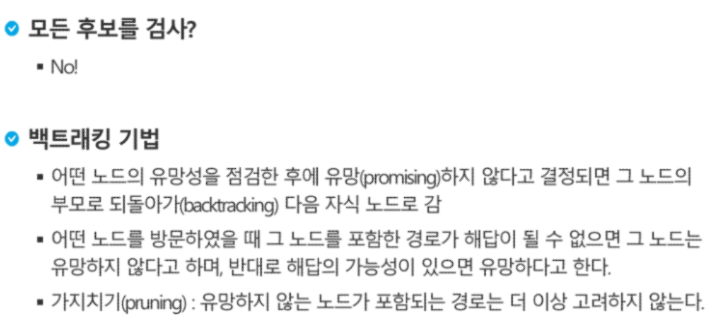 모든 후보를 검사?
No!
백트래킹 기법
어떤 노드의 유망성을 점검한 후에 유망(promising)하지 않다고 결정되면 그 노드의
부모로 되돌아가(backtracking) 다음 자식 노드로 감
어떤 노드를 방문하였을 때 그 노드를 포함한 경로가 해답이 될 수 없으면 그 노드는
유망하지 않다고 하며, 반대로 해답의 가능성이 있으면 유망하다고 한다.
가지치기(pruning) : 유망하지 않는 노드가 포함되는 경로는 더 이상 고려하지 않는다.